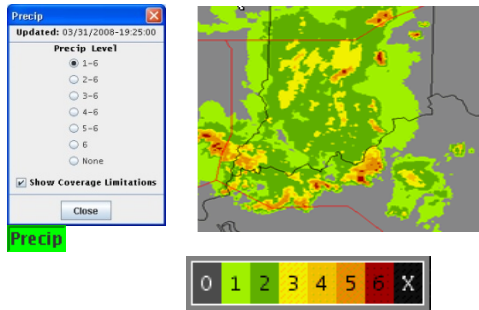 Precip
Updated: 03/31/2008-19:25:00
Precip Level
1-6
2-6
3-6
4-6
5-6
6
None
Show Coverage Limitations
Close
Precip
0 1 2 3 4 5 6 X